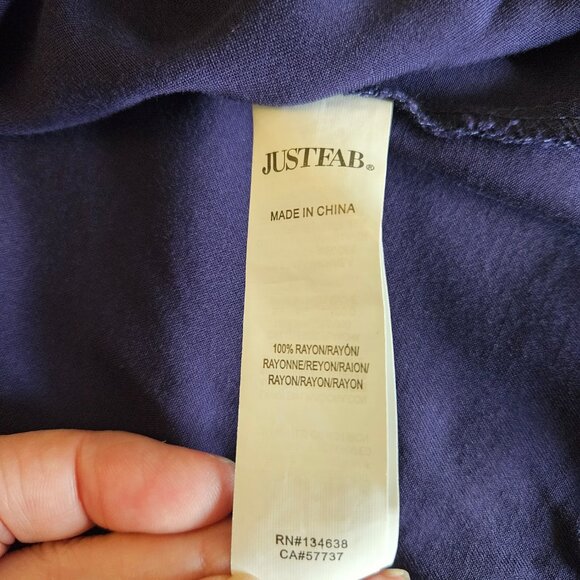 JUSTFAB®
MADE IN CHINA
100% RAYON/RAYÓN/
RAYONNE/REYON/RAION/
RAYON/RAYON/RAYON
RN#134638
CA#57737